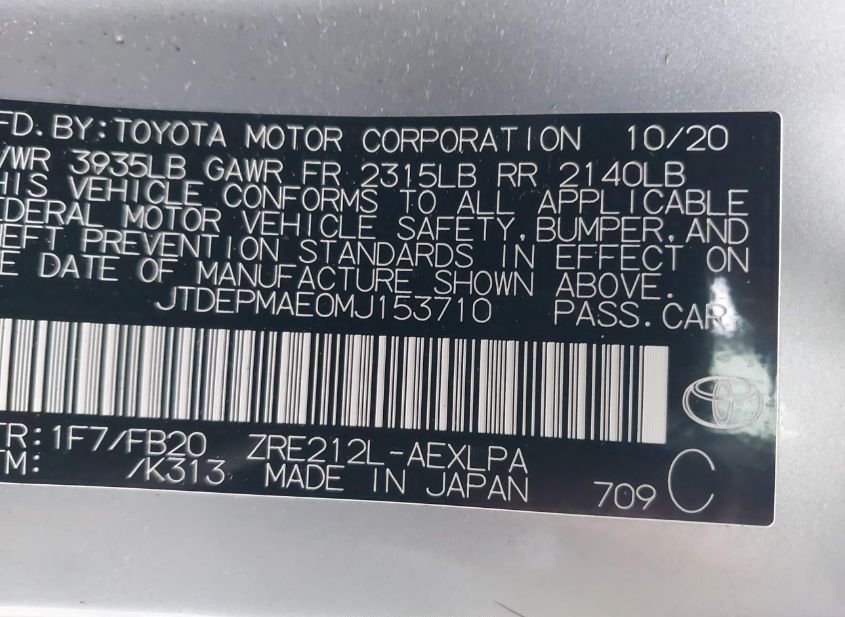 FD. BY: TOYOTA MOTOR CORPORATION 10/20
VWR 3935LB GAWR FR 2315LB RR 2140LB
HIS VEHICLE CONFORMS TO ALL APPLICABLE
EDERAL MOTOR VEHICLE SAFETY, BUMPER, AND
HEFT PREVENTION STANDARDS IN EFFECT ON
E DATE OF MANUFACTURE SHOWN ABOVE.
JTDEPMAE0MJ153710 PASS. CAR
TR: 1F7/FB20 ZRE212L-AEXLPA
TM: /K313 MADE IN JAPAN 709 C